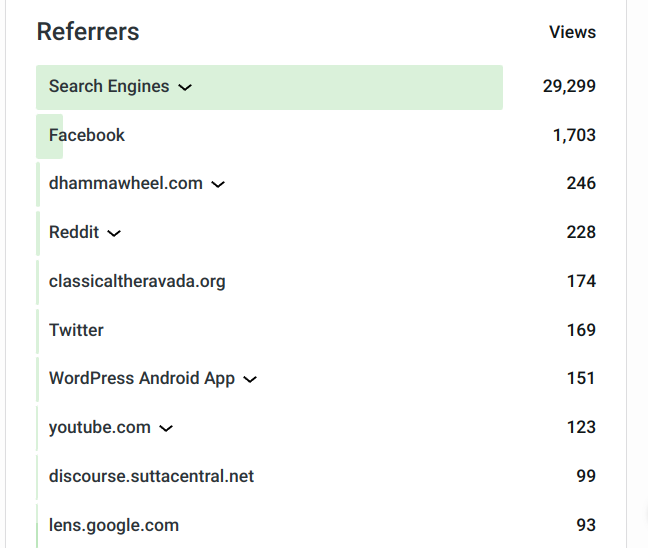 Referrers Views
Search Engines 29,299
Facebook 1,703
dhammawheel.com 246
Reddit 228
classicaltheravada.org 174
Twitter 169
WordPress Android App 151
youtube.com 123
discourse.suttacentral.net 99
lens.google.com 93